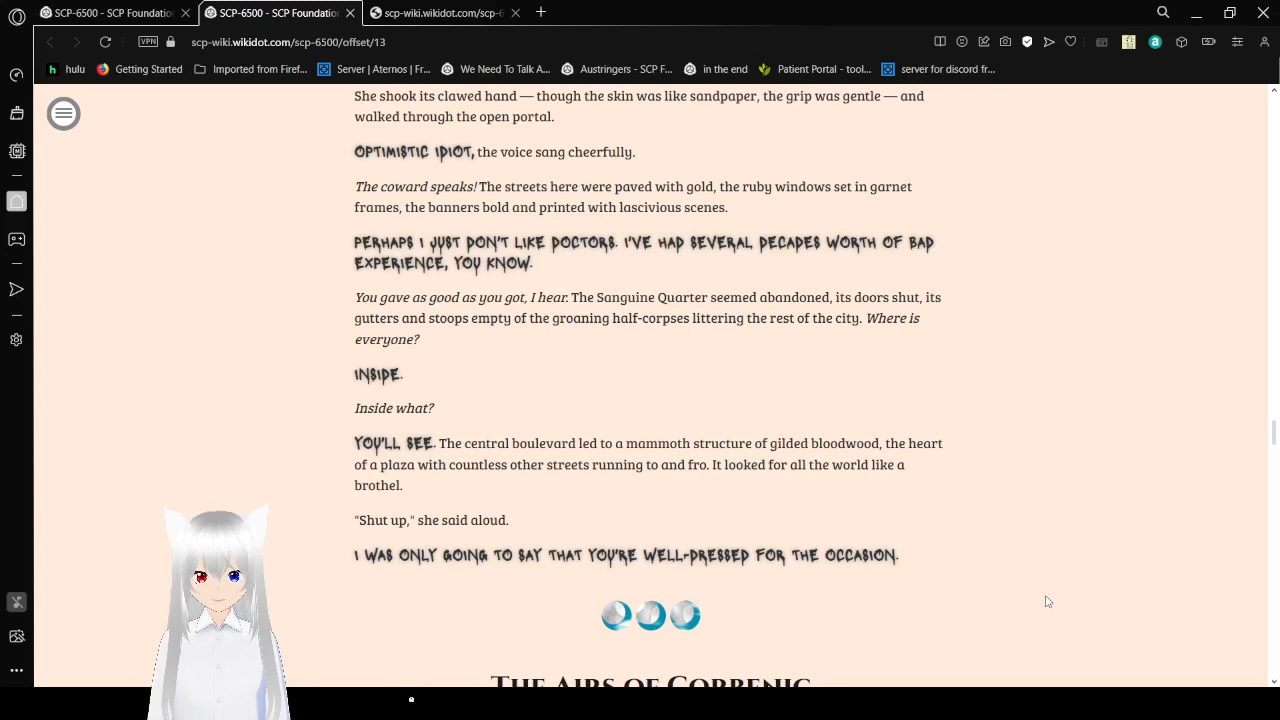 SCP-6500 - SCP Foundation
SCP-6500 - SCP Foundation
scp-wiki.wikidot.com/scp-6
VPN
scp-wiki.wikidot.com/scp-6500/offset/13
hulu
Getting Started
Imported from Firef...
Server | Aternos | Fr...
We Need To Talk A...
Austringers - SCP F...
in the end
Patient Portal - tool...
server for discord fr...
She shook its clawed hand — though the skin was like sandpaper, the grip was gentle — and
walked through the open portal.
OPTIMISTIC IDIOT, the voice sang cheerfully.
The coward speaks! The streets here were paved with gold, the ruby windows set in garnet
frames, the banners bold and printed with lascivious scenes.
PERHAPS I JUST DON'T LIKE DOCTORS. I'VE HAD SEVERAL DECADES WORTH OF BAD
EXPERIENCE, YOU KNOW.
You gave as good as you got, I hear. The Sanguine Quarter seemed abandoned, its doors shut, its
gutters and stoops empty of the groaning half-corpses littering the rest of the city. Where is
everyone?
INSIDE.
Inside what?
YOU'LL SEE. The central boulevard led to a mammoth structure of gilded bloodwood, the heart
of a plaza with countless other streets running to and fro. It looked for all the world like a
brothel.
"Shut up," she said aloud.
I WAS ONLY GOING TO SAY THAT YOU'RE WELL-DRESSED FOR THE OCCASION.
The Airs of Corbenic